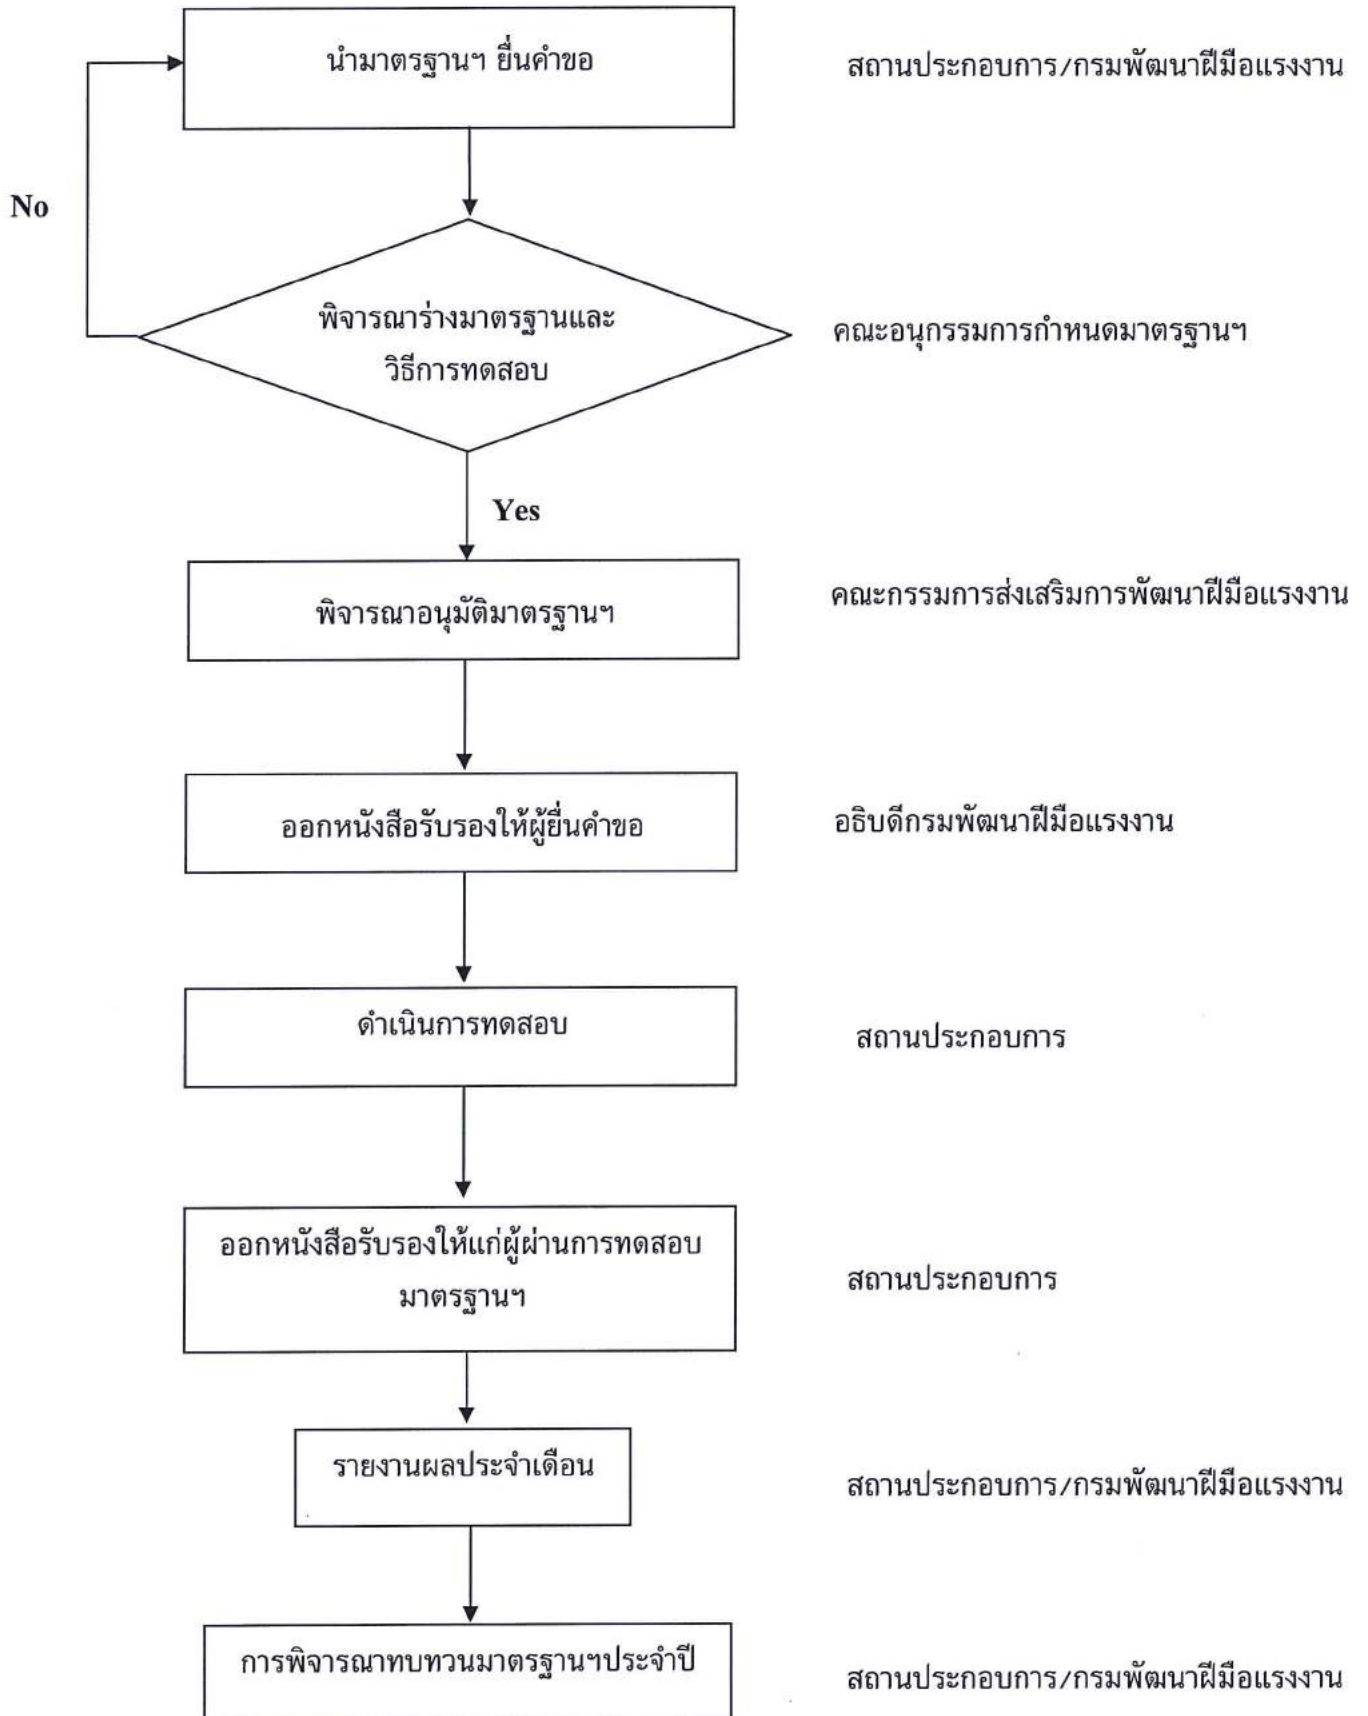 นำมาตรฐานฯ ยื่นคำขอ
สถานประกอบการ/กรมพัฒนาฝีมือแรงงาน
No
พิจารณาร่างมาตรฐานและ
วิธีการทดสอบ
คณะอนุกรรมการกำหนดมาตรฐานฯ
Yes
พิจารณาอนุมัติมาตรฐานฯ
คณะกรรมการส่งเสริมการพัฒนาฝีมือแรงงาน
ออกหนังสือรับรองให้ผู้ยื่นคำขอ
อธิบดีกรมพัฒนาฝีมือแรงงาน
ดำเนินการทดสอบ
สถานประกอบการ
ออกหนังสือรับรองให้แก่ผู้ผ่านการทดสอบ
มาตรฐานฯ
สถานประกอบการ
รายงานผลประจำเดือน
สถานประกอบการ/กรมพัฒนาฝีมือแรงงาน
การพิจารณาทบทวนมาตรฐานฯประจำปี
สถานประกอบการ/กรมพัฒนาฝีมือแรงงาน